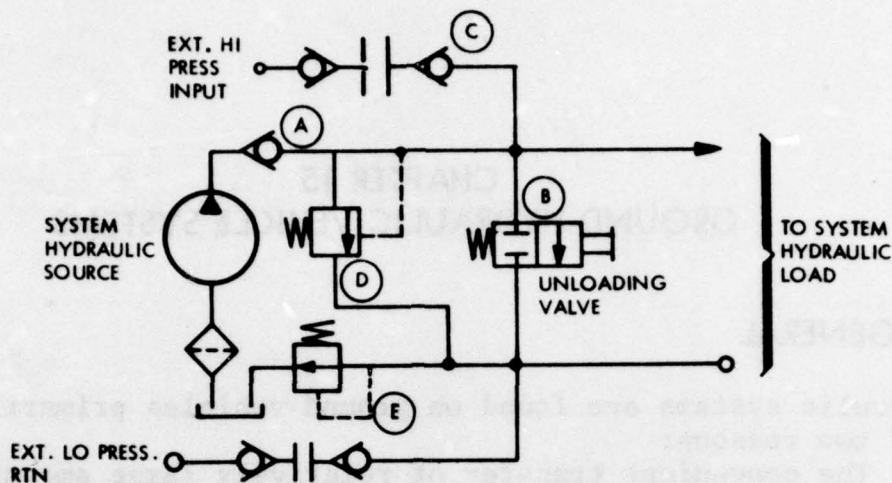 EXT. HI
PRESS
INPUT
C
A
SYSTEM
HYDRAULIC
SOURCE
B
UNLOADING
VALVE
TO SYSTEM
HYDRAULIC
LOAD
D
E
EXT. LO PRESS.
RTN